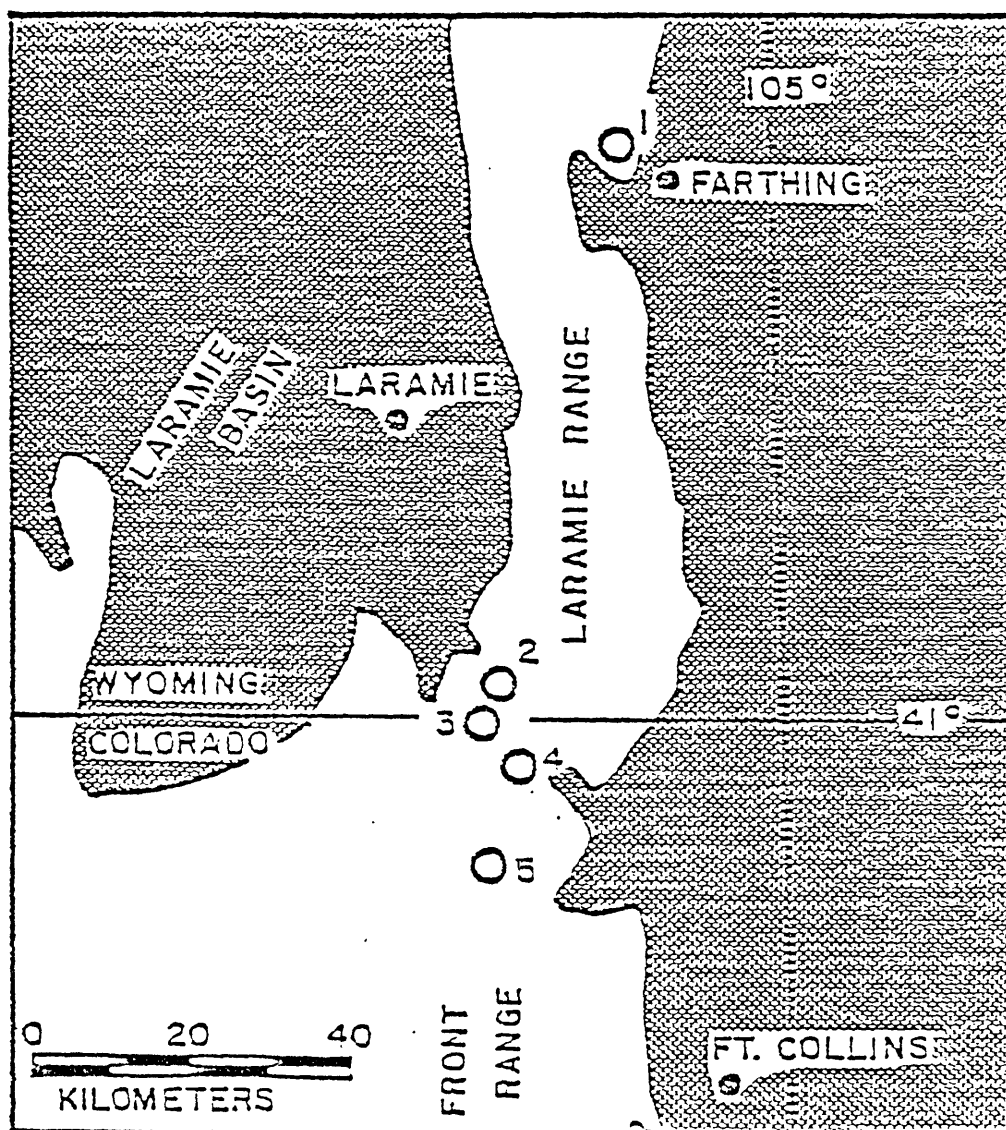 105°
1
FARTHING
LARAMIE
BASIN
LARAMIE
LARAMIE RANGE
2
WYOMING
3
41°
COLORADO
4
5
0 20 40
KILOMETERS
FRONT
RANGE
FT. COLLINS